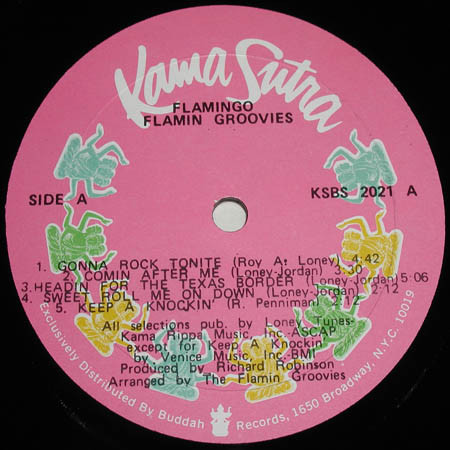 Kama Sutra
FLAMINGO
FLAMIN GROOVIES
SIDE A
KSBS 2021 A
1. GONNA ROCK TONITE (Roy A. Loney) 4:42
2. COMIN AFTER ME (Loney-Jordan) 3:30
3. HEADIN FOR THE TEXAS BORDER (Loney-Jordan) 5-06
4. SWEET ROLL ME ON DOWN (Loney-Jordan) 2-12
5. KEEP A KNOCKIN' (R. Penniman) 2:12
All selections pub. by Loney Tunes-
Kama Rippa Music, Inc-ASCAP
except for Keep A Knockin'
by Venice Music, Inc-BMI
Produced by Richard Robinson
Arranged by The Flamin Groovies
Exclusively Distributed By Buddah Records, 1650 Broadway, N.Y.C. 10019